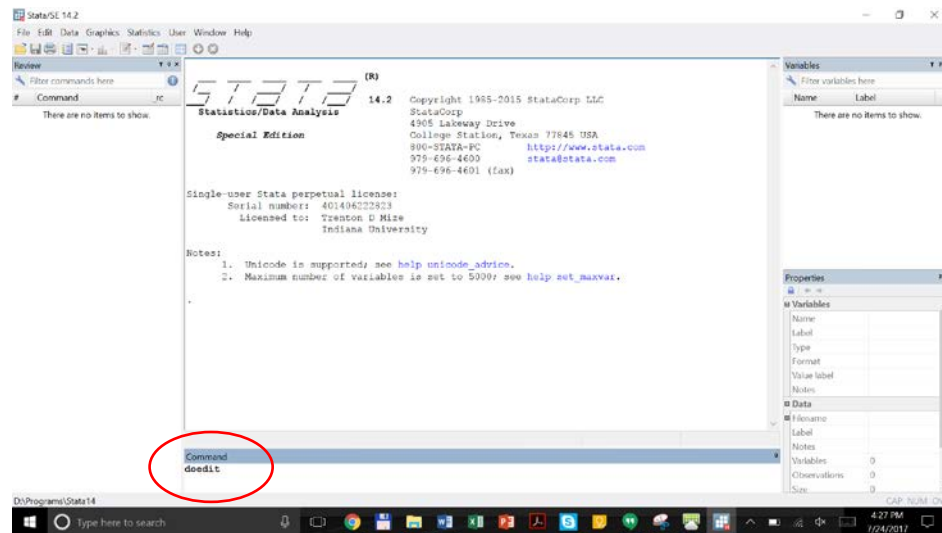 Stata/SE 14.2
File Edit Data Graphics Statistics User Window Help
Review
Filter commands here
# Command _rc
There are no items to show.
(R)
STATA
14.2 Copyright 1985-2015 StataCorp LLC
Statistics/Data Analysis StataCorp
4905 Lakeway Drive
Special Edition College Station, Texas 77845 USA
800-STATA-PC http://www.stata.com
979-696-4600 stata@stata.com
979-696-4601 (fax)
Single-user Stata perpetual license:
Serial number: 401406222823
Licensed to: Trenton D Mize
Indiana University
Notes:
1. Unicode is supported; see help unicode_advice.
2. Maximum number of variables is set to 5000; see help set_maxvar.
.
Command
doedit
Variables
Filter variables here
Name Label
There are no items to show.
Properties
Variables
Name
Label
Type
Format
Value label
Notes
Data
Filename
Label
Notes
Variables 0
Observations 0
Size 0
D:\Programs\Stata14
CAP NUM OV
Type here to search
4:27 PM
7/24/2017